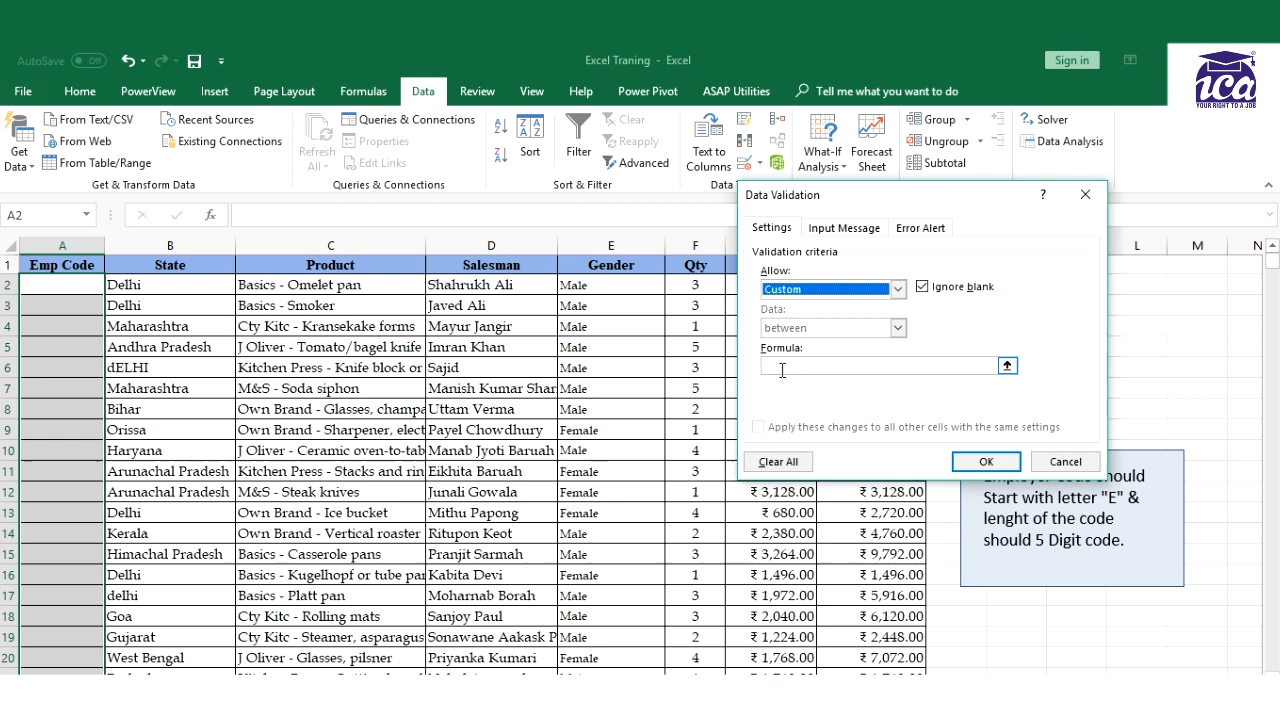 AutoSave Off
Excel Traning - Excel
Sign in
ica
YOUR RIGHT TO A JOB
File Home PowerView Insert Page Layout Formulas Data Review View Help Power Pivot ASAP Utilities Tell me what you want to do
Get Data
From Text/CSV
From Web
From Table/Range
Recent Sources
Existing Connections
Get & Transform Data
Refresh All
Queries & Connections
Properties
Edit Links
Queries & Connections
Sort
Filter
Clear
Reapply
Advanced
Sort & Filter
Text to Columns
Data
What-If Analysis
Forecast Sheet
Group
Ungroup
Subtotal
Solver
Data Analysis
A2
fx
A B C D E F L M N
1 Emp Code State Product Salesman Gender Qty
2 Delhi Basics - Omelet pan Shahrukh Ali Male 3
3 Delhi Basics - Smoker Javed Ali Male 3
4 Maharashtra Cty Kitc - Kransekake forms Mayur Jangir Male 1
5 Andhra Pradesh J Oliver - Tomato/bagel knife Imran Khan Male 5
6 dELHI Kitchen Press - Knife block or Sajid Male 3
7 Maharashtra M&S - Soda siphon Manish Kumar Shar Male 5
8 Bihar Own Brand - Glasses, champa Uttam Verma Male 2
9 Orissa Own Brand - Sharpener, elect Payel Chowdhury Female 1
10 Haryana J Oliver - Ceramic oven-to-tab Manab Jyoti Baruah Male 4
11 Arunachal Pradesh Kitchen Press - Stacks and rin Eikhita Baruah Female 3
12 Arunachal Pradesh M&S - Steak knives Junali Gowala Female 1 ₹ 3,128.00 ₹ 3,128.00
13 Delhi Own Brand - Ice bucket Mithu Papong Female 4 ₹ 680.00 ₹ 2,720.00
14 Kerala Own Brand - Vertical roaster Ritupon Keot Male 2 ₹ 2,380.00 ₹ 4,760.00
15 Himachal Pradesh Basics - Casserole pans Pranjit Sarmah Male 3 ₹ 3,264.00 ₹ 9,792.00
16 Delhi Basics - Kugelhopf or tube par Kabita Devi Female 1 ₹ 1,496.00 ₹ 1,496.00
17 delhi Basics - Platt pan Moharnab Borah Male 3 ₹ 1,972.00 ₹ 5,916.00
18 Goa Cty Kitc - Rolling mats Sanjoy Paul Male 3 ₹ 2,040.00 ₹ 6,120.00
19 Gujarat Cty Kitc - Steamer, asparagus Sonawane Aakask P Male 2 ₹ 1,224.00 ₹ 2,448.00
20 West Bengal J Oliver - Glasses, pilsner Priyanka Kumari Female 4 ₹ 1,768.00 ₹ 7,072.00
Data Validation ?
Settings Input Message Error Alert
Validation criteria
Allow:
Custom
Ignore blank
Data:
between
Formula:
Apply these changes to all other cells with the same settings
Clear All OK Cancel
Employer Code Should
Start with letter "E" &
lenght of the code
should 5 Digit code.